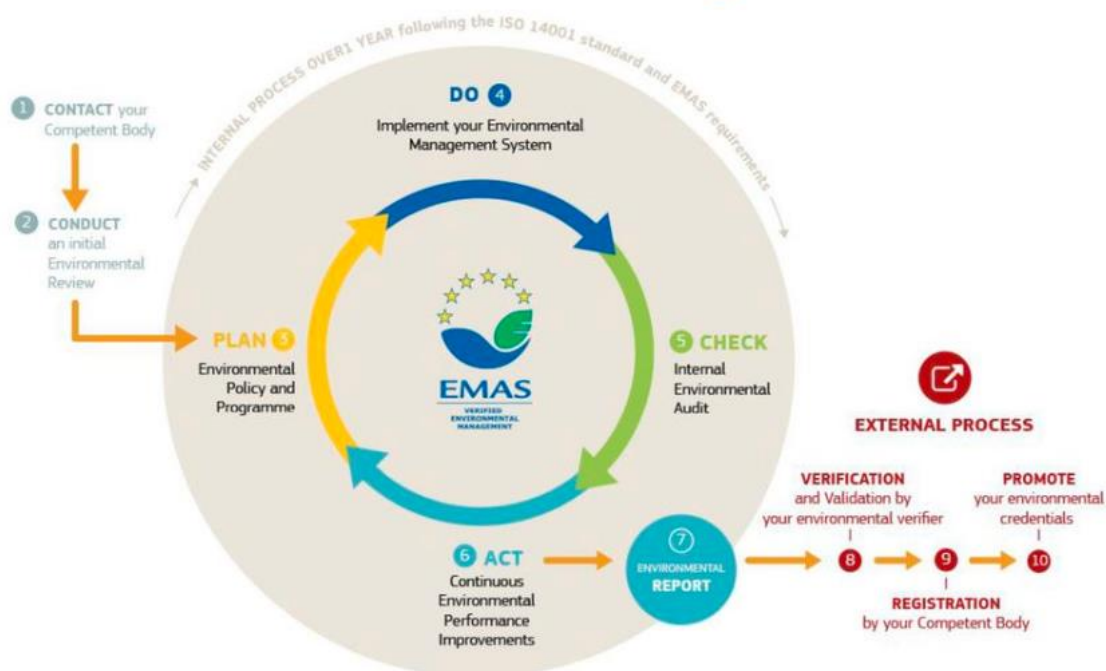 INTERNAL PROCESS OVER1 YEAR following the ISO 14001 standard and EMAS requirements
1 CONTACT your
Competent Body
2 CONDUCT
an initial
Environmental
Review
PLAN 3
Environmental
Policy and
Programme
DO 4
Implement your Environmental
Management System
5 CHECK
Internal
Environmental
Audit
EMAS
VERIFIED
ENVIRONMENTAL
MANAGEMENT
6 ACT
Continuous
Environmental
Performance
Improvements
7
ENVIRONMENTAL
REPORT
EXTERNAL PROCESS
VERIFICATION
and Validation by
your environmental verifier
8
9
REGISTRATION
by your Competent Body
PROMOTE
your environmental
credentials
10